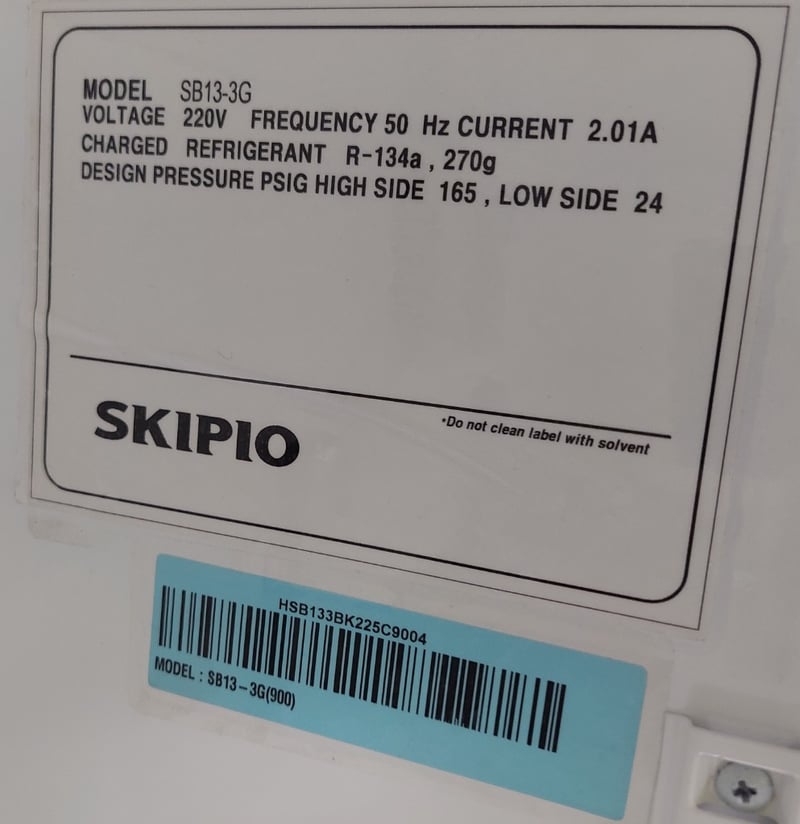 MODEL SB13-3G
VOLTAGE 220V FREQUENCY 50 Hz CURRENT 2.01A
CHARGED REFRIGERANT R-134a , 270g
DESIGN PRESSURE PSIG HIGH SIDE 165 , LOW SIDE 24
SKIPIO
*Do not clean label with solvent
HSB133BK225C9004
MODEL : SB13-3G(900)